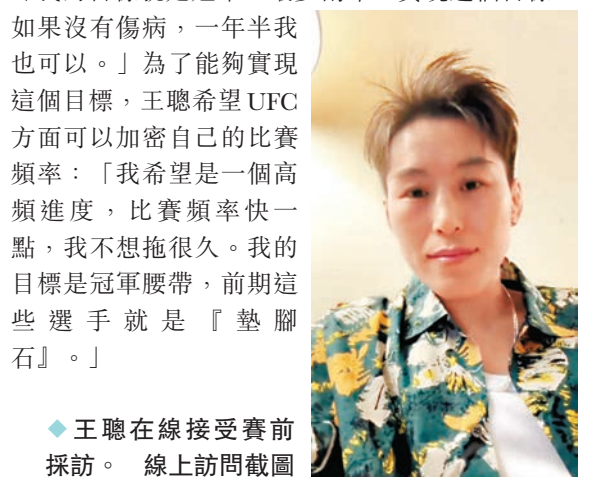 如果沒有傷病，一年半我
也可以。」為了能夠實現
這個目標，王聰希望UFC
方面可以加密自己的比賽
頻率：「我希望是一個高
頻進度，比賽頻率快一
點，我不想拖很久。我的
目標是冠軍腰帶，前期這
些選手就是『墊腳
石』。」
◆王聰在線接受賽前
採訪。 線上訪問截圖